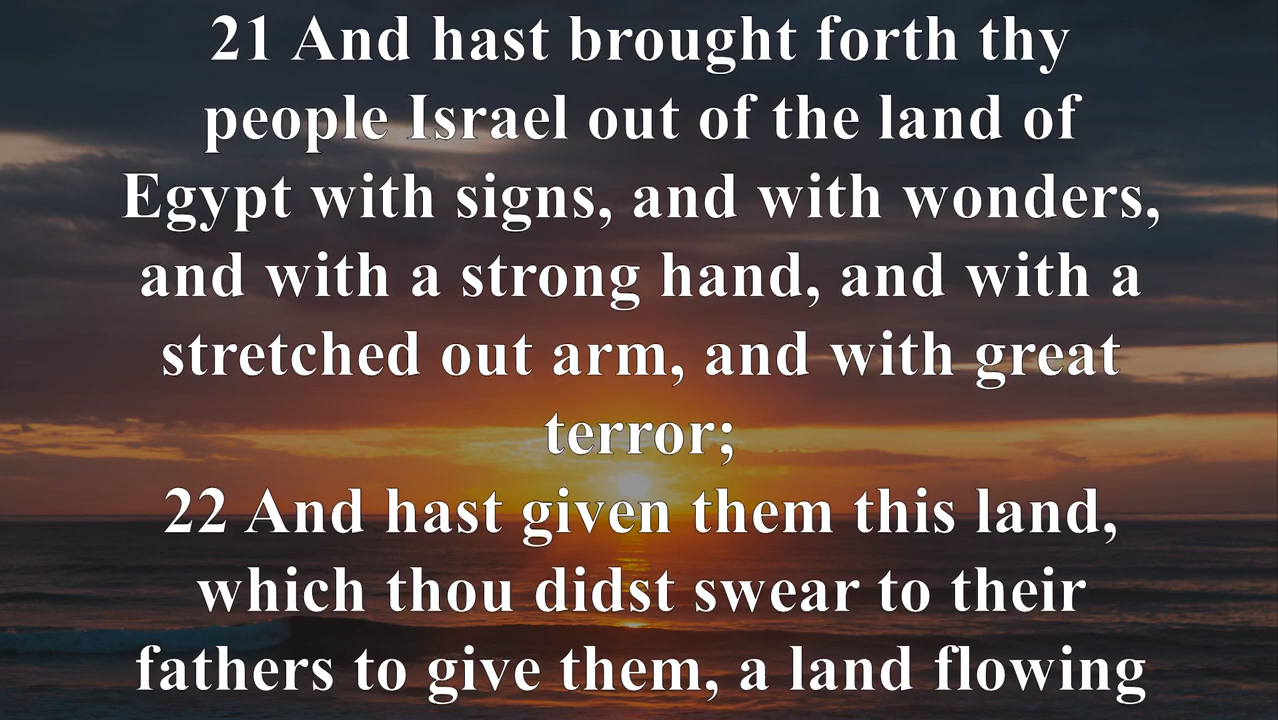 21 And hast brought forth thy
people Israel out of the land of
Egypt with signs, and with wonders,
and with a strong hand, and with a
stretched out arm, and with great
terror;
22 And hast given them this land,
which thou didst swear to their
fathers to give them, a land flowing